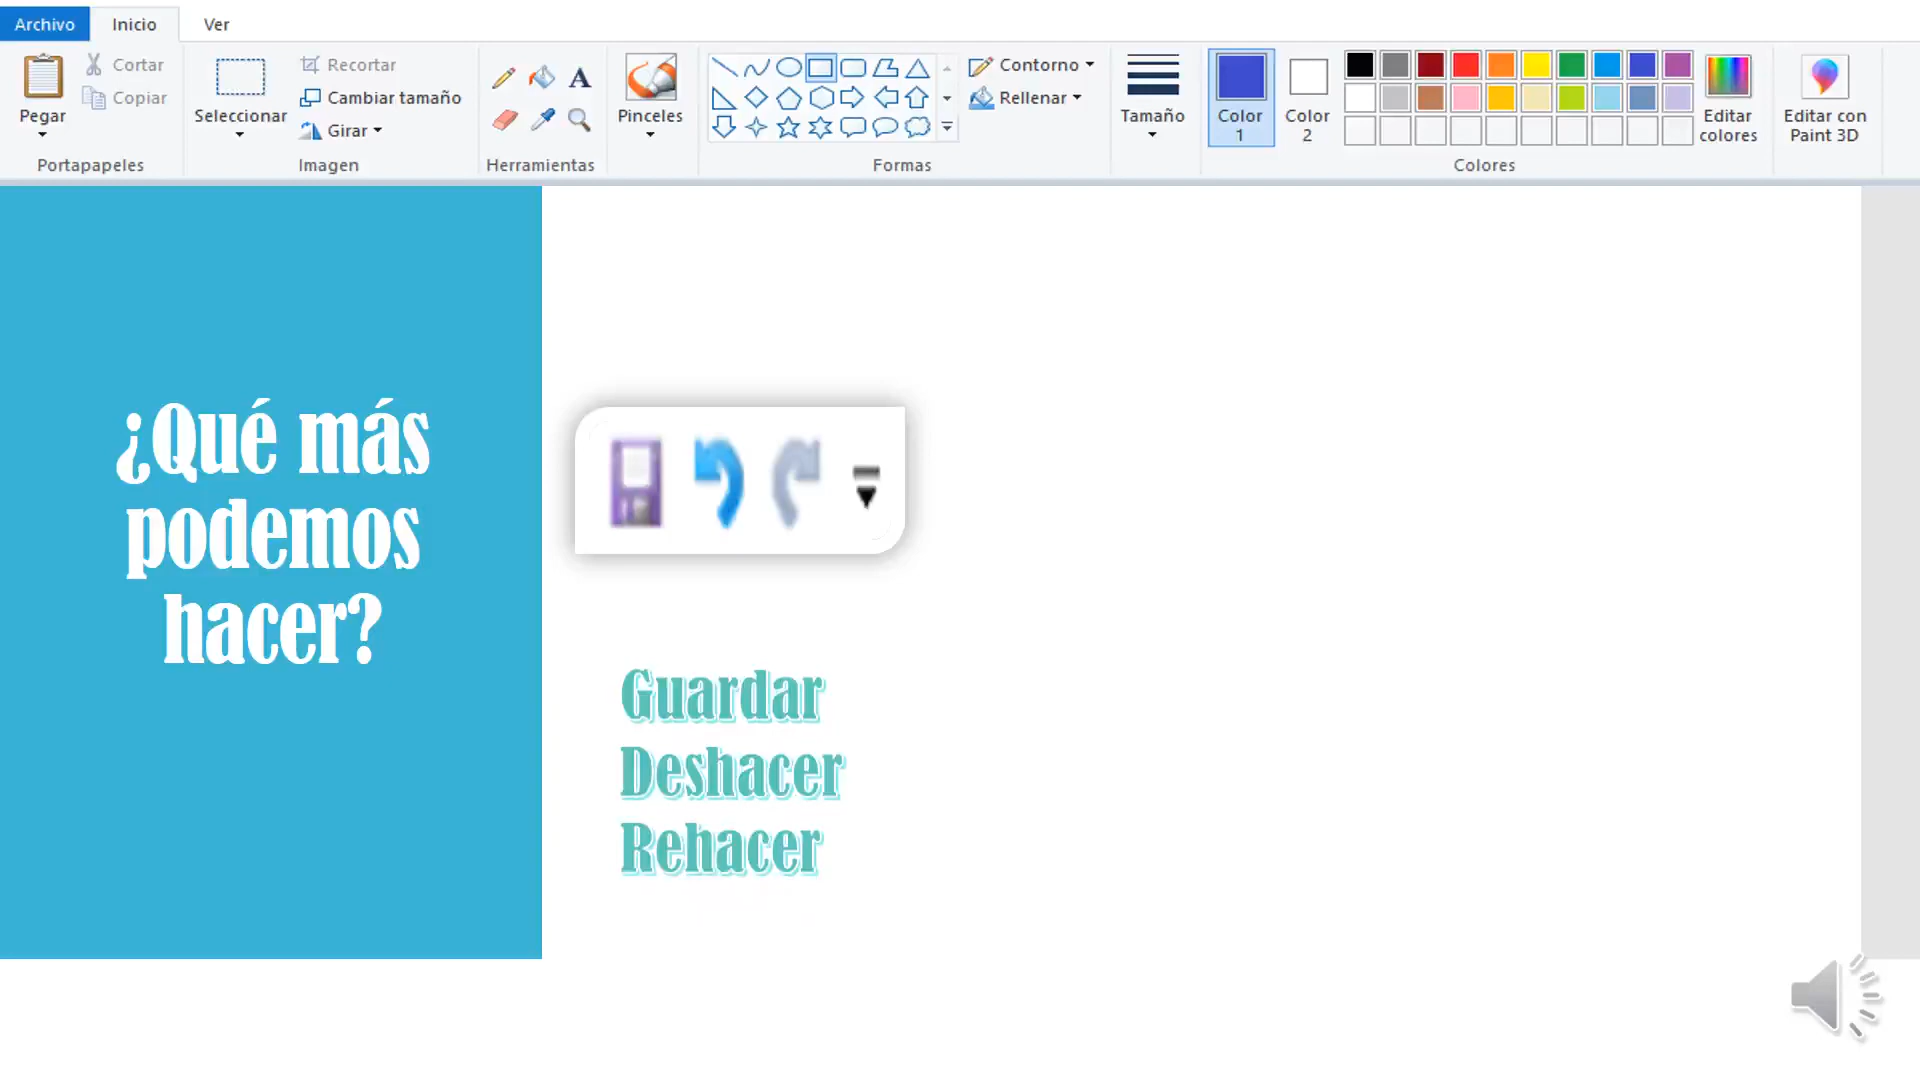 Archivo Inicio Ver
Pegar
Cortar
Copiar
Portapapeles
Seleccionar
Recortar
Cambiar tamaño
Girar
Imagen
A
Herramientas
Pinceles
Contorno
Rellenar
Formas
Tamaño
Color
1
Color
2
Editar
colores
Colores
Editar con
Paint 3D
¿Qué más
podemos
hacer?
Guardar
Deshacer
Rehacer